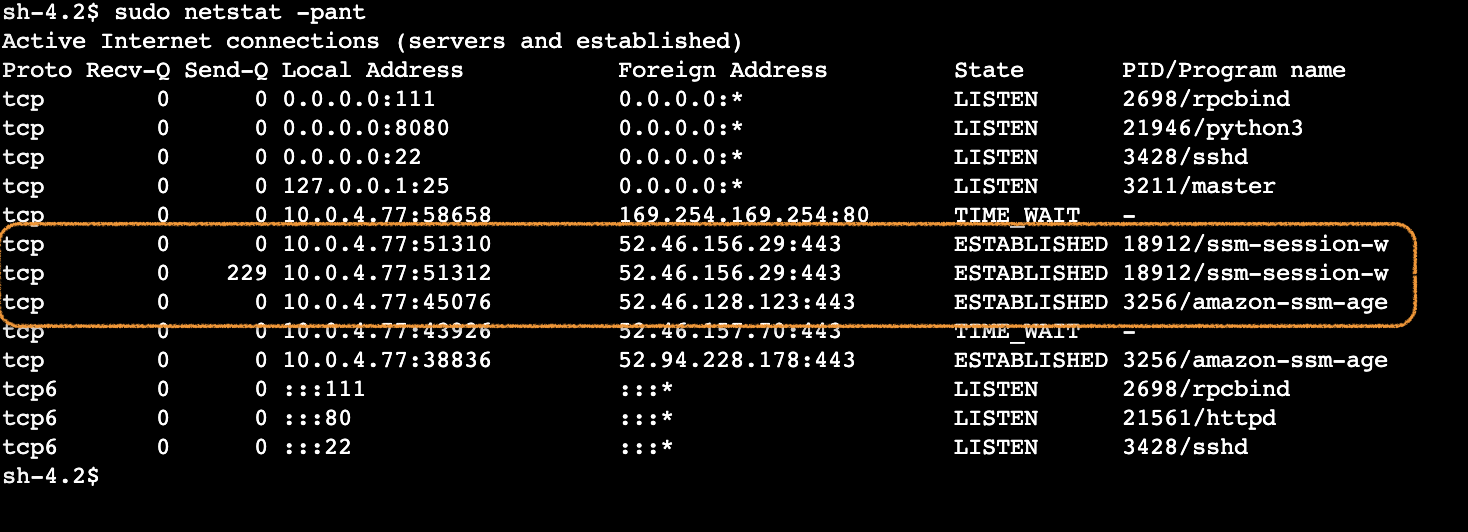 sh-4.2$ sudo netstat -pant
Active Internet connections (servers and established)
Proto Recv-Q Send-Q Local Address           Foreign Address         State       PID/Program name
tcp        0      0 0.0.0.0:111             0.0.0.0:*               LISTEN      2698/rpcbind
tcp        0      0 0.0.0.0:8080            0.0.0.0:*               LISTEN      21946/python3
tcp        0      0 0.0.0.0:22              0.0.0.0:*               LISTEN      3428/sshd
tcp        0      0 127.0.0.1:25            0.0.0.0:*               LISTEN      3211/master
tcp        0      0 10.0.4.77:58658         169.254.169.254:80      TIME_WAIT   -
tcp        0      0 10.0.4.77:51310         52.46.156.29:443        ESTABLISHED 18912/ssm-session-w
tcp        0    229 10.0.4.77:51312         52.46.156.29:443        ESTABLISHED 18912/ssm-session-w
tcp        0      0 10.0.4.77:45076         52.46.128.123:443       ESTABLISHED 3256/amazon-ssm-age
tcp        0      0 10.0.4.77:43926         52.46.157.70:443        TIME_WAIT   -
tcp        0      0 10.0.4.77:38836         52.94.228.178:443       ESTABLISHED 3256/amazon-ssm-age
tcp6       0      0 :::111                  :::*                    LISTEN      2698/rpcbind
tcp6       0      0 :::80                   :::*                    LISTEN      21561/httpd
tcp6       0      0 :::22                   :::*                    LISTEN      3428/sshd
sh-4.2$